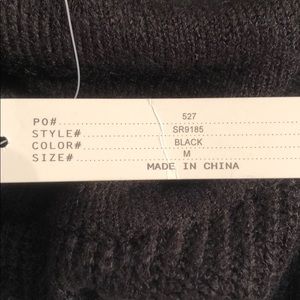 PO# 527
STYLE# SR9185
COLOR# BLACK
SIZE# M
MADE IN CHINA